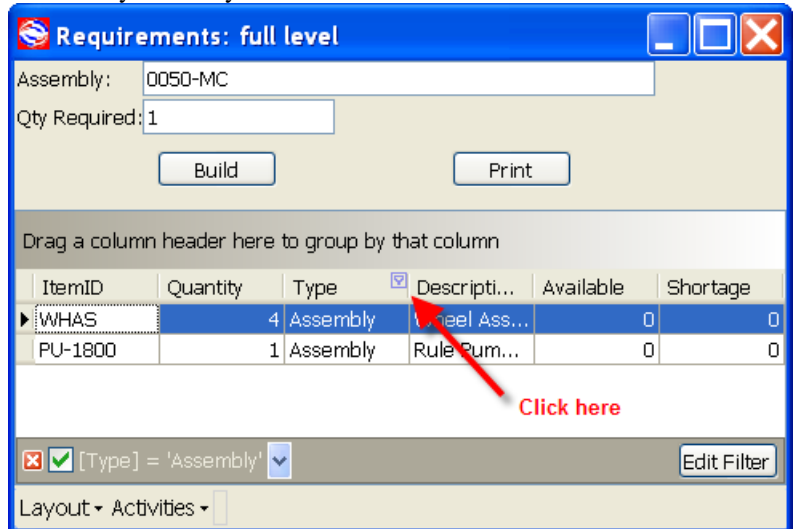 Requirements: full level
Assembly: 0050-MC
Qty Required: 1
Build Print
Drag a column header here to group by that column
ItemID Quantity Type Descripti... Available Shortage
WHAS 4 Assembly Wheel Ass... 0 0
PU-1800 1 Assembly Rule Pum... 0 0
Click here
[Type] = 'Assembly' Edit Filter
Layout Activities